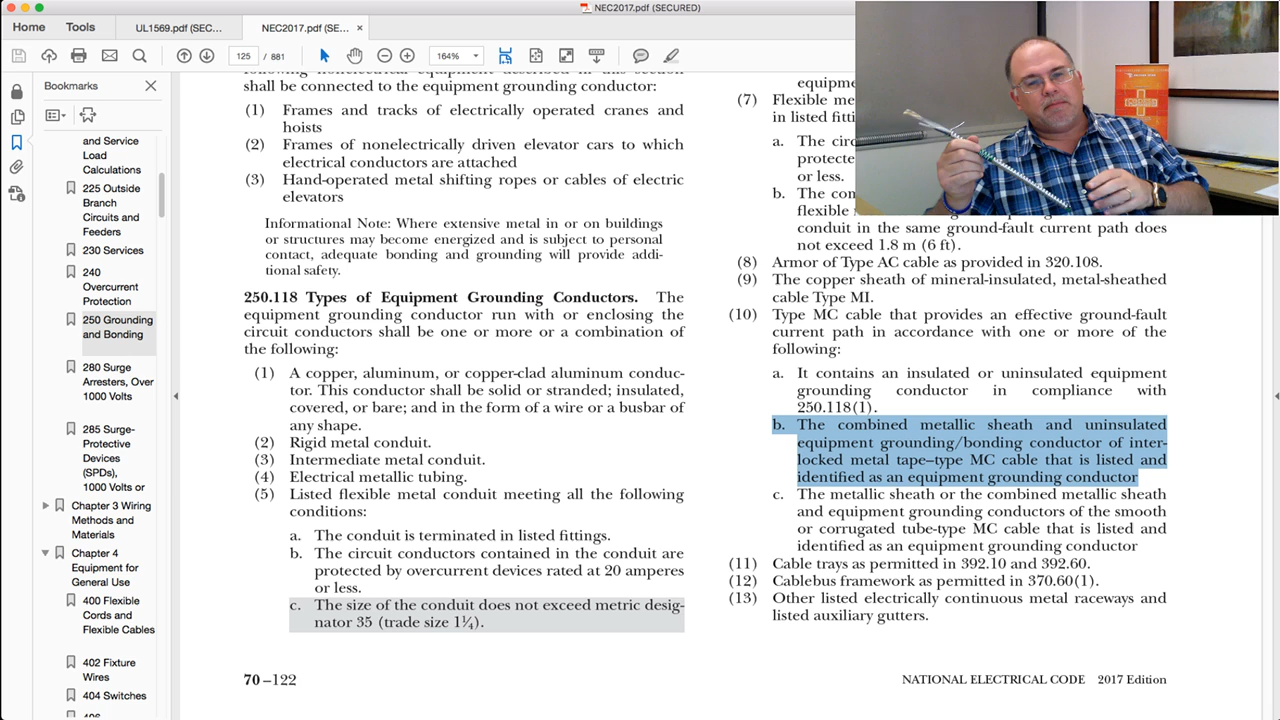 NEC2017.pdf (SECURED)
Home
Tools
UL1569.pdf (SEC...
NEC2017.pdf (SE... ×
125 / 881
164%
Bookmarks
and Service
Load
Calculations
225 Outside
Branch
Circuits and
Feeders
230 Services
240
Overcurrent
Protection
250 Grounding
and Bonding
280 Surge
Arresters, Over
1000 Volts
285 Surge-
Protective
Devices
(SPDs),
1000 Volts or
Chapter 3 Wiring
Methods and
Materials
Chapter 4
Equipment for
General Use
400 Flexible
Cords and
Flexible Cables
402 Fixture
Wires
404 Switches
following nonelectrical equipment described in this section
shall be connected to the equipment grounding conductor:
(1) Frames and tracks of electrically operated cranes and
hoists
(2) Frames of nonelectrically driven elevator cars to which
electrical conductors are attached
(3) Hand-operated metal shifting ropes or cables of electric
elevators
Informational Note: Where extensive metal in or on buildings
or structures may become energized and is subject to personal
contact, adequate bonding and grounding will provide addi-
tional safety.
250.118 Types of Equipment Grounding Conductors. The
equipment grounding conductor run with or enclosing the
circuit conductors shall be one or more or a combination of
the following:
(1) A copper, aluminum, or copper-clad aluminum conduc-
tor. This conductor shall be solid or stranded; insulated,
covered, or bare; and in the form of a wire or a busbar of
any shape.
(2) Rigid metal conduit.
(3) Intermediate metal conduit.
(4) Electrical metallic tubing.
(5) Listed flexible metal conduit meeting all the following
conditions:
a. The conduit is terminated in listed fittings.
b. The circuit conductors contained in the conduit are
protected by overcurrent devices rated at 20 amperes
or less.
c. The size of the conduit does not exceed metric desig-
nator 35 (trade size 1¼).
70–122
equipm
(7) Flexible me
in listed fitti
a. The circ
protecte
or less.
b. The con
flexible
conduit in the same ground-fault current path does
not exceed 1.8 m (6 ft).
(8) Armor of Type AC cable as provided in 320.108.
(9) The copper sheath of mineral-insulated, metal-sheathed
cable Type MI.
(10) Type MC cable that provides an effective ground-fault
current path in accordance with one or more of the
following:
a. It contains an insulated or uninsulated equipment
grounding conductor in compliance with
250.118(1).
b. The combined metallic sheath and uninsulated
equipment grounding/bonding conductor of inter-
locked metal tape–type MC cable that is listed and
identified as an equipment grounding conductor
c. The metallic sheath or the combined metallic sheath
and equipment grounding conductors of the smooth
or corrugated tube-type MC cable that is listed and
identified as an equipment grounding conductor
(11) Cable trays as permitted in 392.10 and 392.60.
(12) Cablebus framework as permitted in 370.60(1).
(13) Other listed electrically continuous metal raceways and
listed auxiliary gutters.
NATIONAL ELECTRICAL CODE 2017 Edition